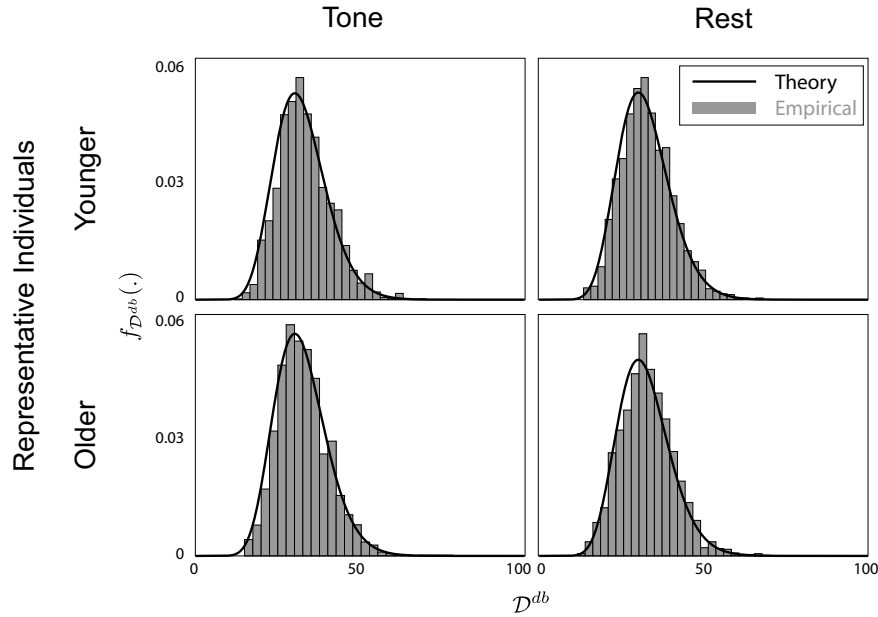 Tone
Rest
Representative Individuals
Younger
Older
Theory
Empirical
0.06
0.03
0
0.06
0.03
0
f_{\mathcal{D}^{db}}(.)
0
50
100
0
50
100
\mathcal{D}^{db}